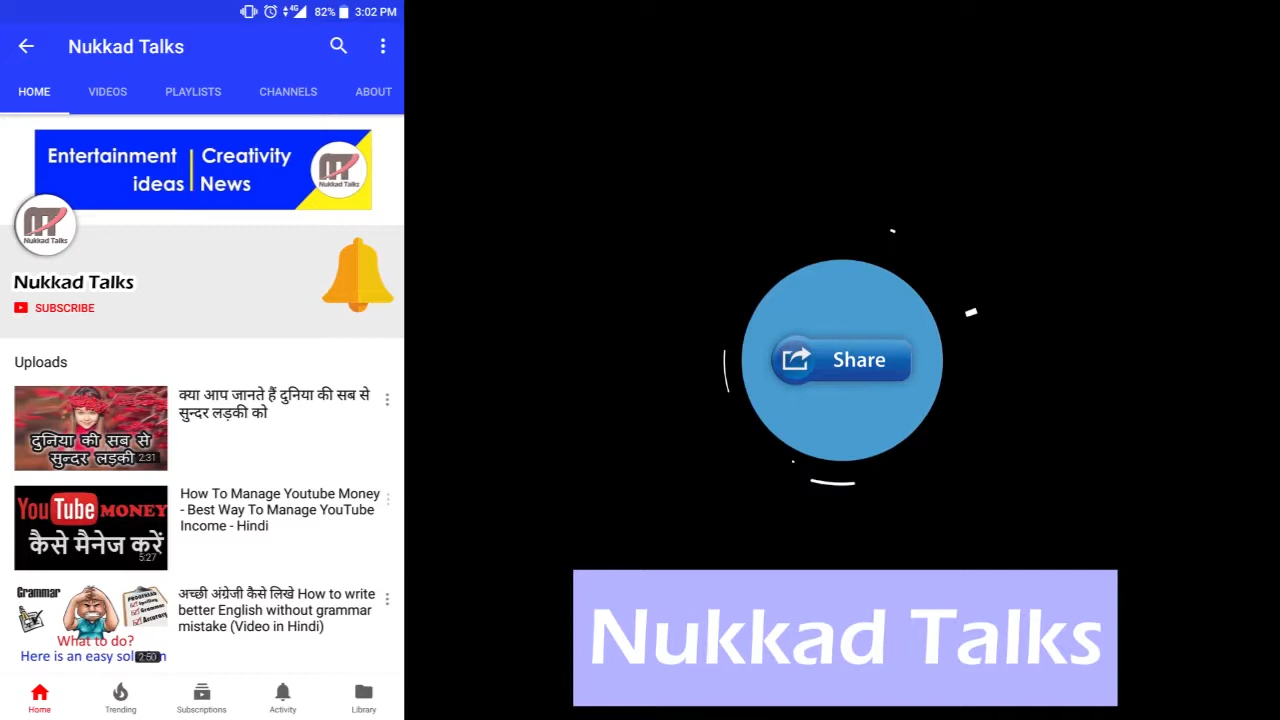 82% 3:02 PM
Nukkad Talks
HOME VIDEOS PLAYLISTS CHANNELS ABOUT
Entertainment Creativity
ideas News
Nukkad Talks
Nukkad Talks
Nukkad Talks
SUBSCRIBE
Uploads
क्या आप जानते हैं दुनिया की सब से
सुन्दर लड़की को
दुनिया की सब से
सुन्दर लड़की
2:31
How To Manage Youtube Money
- Best Way To Manage YouTube
Income - Hindi
YouTube MONEY
कैसे मैनेज करें
5:27
अच्छी अंग्रेजी कैसे लिखे How to write
better English without grammar
mistake (Video in Hindi)
Grammar
What to do?
Here is an easy
2:50
Home Trending Subscriptions Activity Library
Share
Nukkad Talks